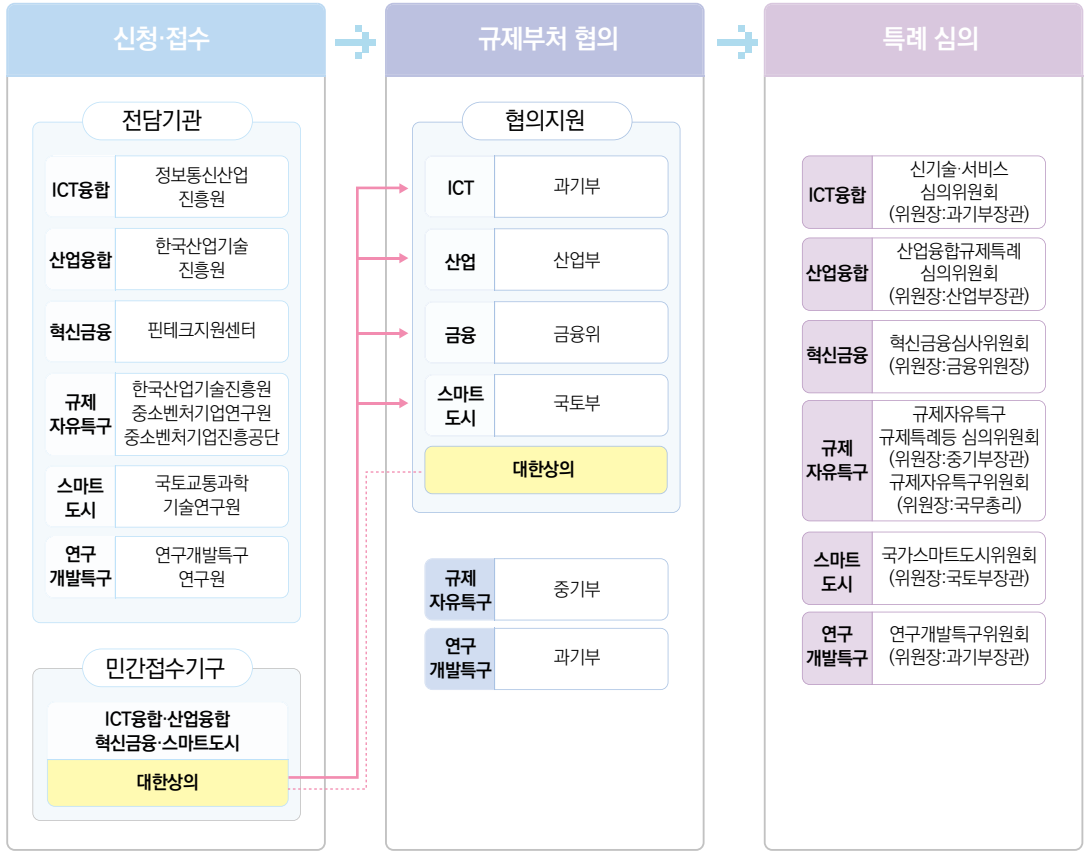 신청·접수
전담기관
ICT융합
정보통신산업
진흥원
산업융합
한국산업기술
진흥원
혁신금융
핀테크지원센터
규제
자유특구
한국산업기술진흥원
중소벤처기업연구원
중소벤처기업진흥공단
스마트
도시
국토교통과학
기술연구원
연구
개발특구
연구개발특구
연구원
민간접수기구
ICT융합·산업융합
혁신금융·스마트도시
대한상의
규제부처 협의
협의지원
ICT
과기부
산업
산업부
금융
금융위
스마트
도시
국토부
대한상의
규제
자유특구
중기부
연구
개발특구
과기부
특례 심의
ICT융합
신기술·서비스
심의위원회
(위원장:과기부장관)
산업융합
산업융합규제특례
심의위원회
(위원장:산업부장관)
혁신금융
혁신금융심사위원회
(위원장:금융위원장)
규제
자유특구
규제자유특구
규제특례등 심의위원회
(위원장:중기부장관)
규제자유특구위원회
(위원장:국무총리)
스마트
도시
국가스마트도시위원회
(위원장:국토부장관)
연구
개발특구
연구개발특구위원회
(위원장:과기부장관)